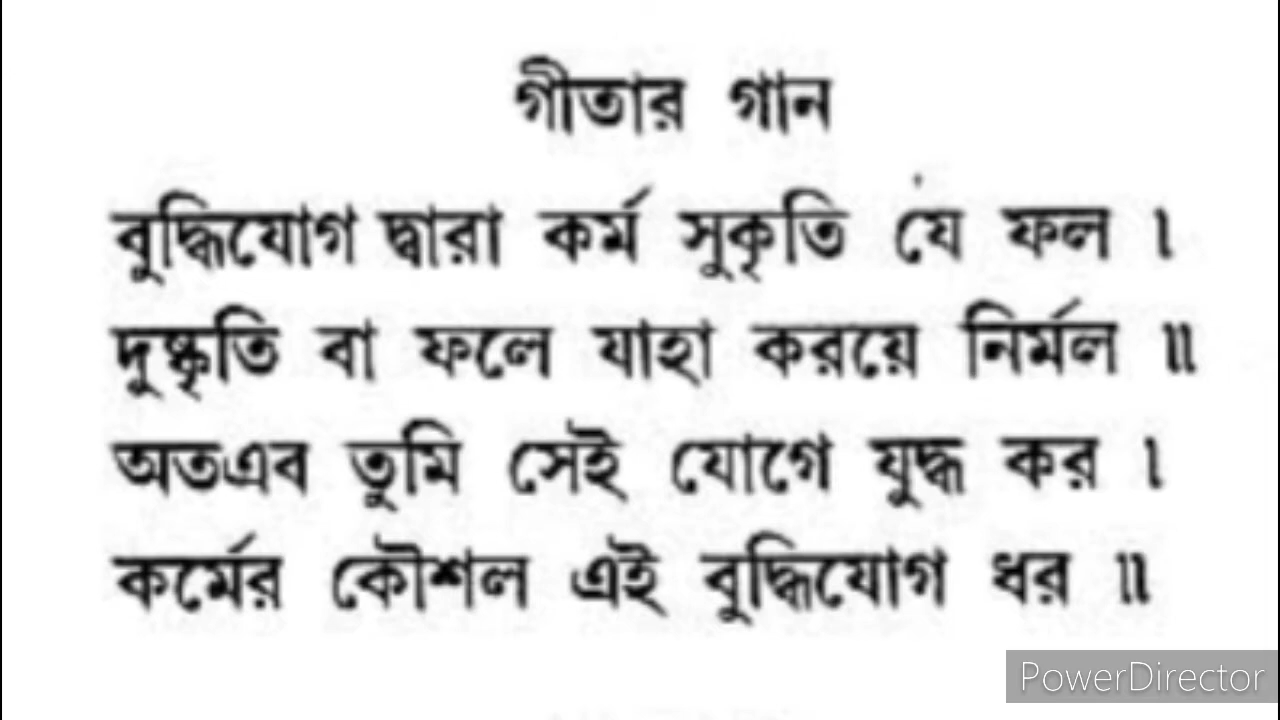 গীতার গান
বুদ্ধিযোগ দ্বারা কর্ম সুকৃতি যে ফল ।
দুষ্কৃতি বা ফলে যাহা করয়ে নির্মল ॥
অতএব তুমি সেই যোগে যুদ্ধ কর ।
কর্মের কৌশল এই বুদ্ধিযোগ ধর ॥
PowerDirector